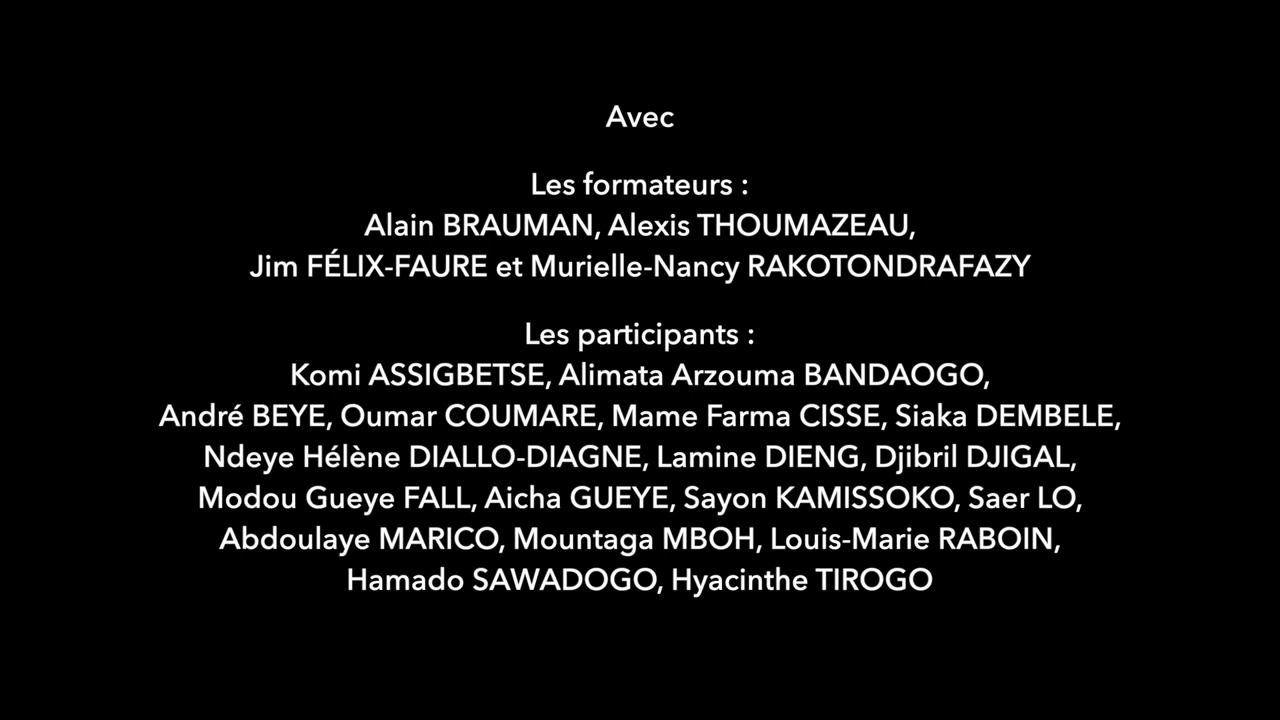 Avec
Les formateurs :
Alain BRAUMAN, Alexis THOUMAZEAU,
Jim FÉLIX-FAURE et Murielle-Nancy RAKOTONDRAFAZY
Les participants :
Komi ASSIGBETSE, Alimata Arzouma BANDAOGO,
André BEYE, Oumar COUMARE, Mame Farma CISSE, Siaka DEMBELE,
Ndeye Hélène DIALLO-DIAGNE, Lamine DIENG, Djibril DJIGAL,
Modou Gueye FALL, Aicha GUEYE, Sayon KAMISSOKO, Saer LO,
Abdoulaye MARICO, Mountaga MBOH, Louis-Marie RABOIN,
Hamado SAWADOGO, Hyacinthe TIROGO